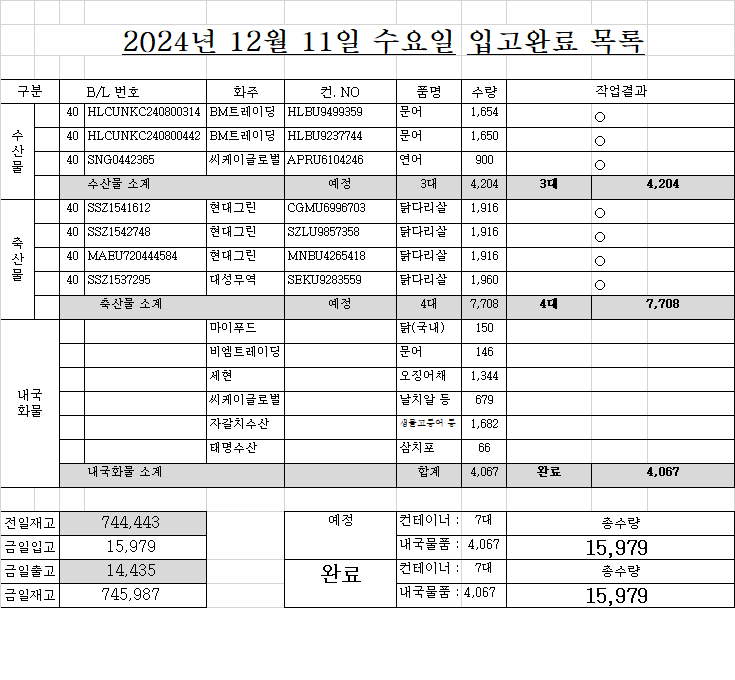 2024년 12월 11일 수요일 입고완료 목록
구분 B/L 번호 화주 컨. NO 품명 수량 작업결과
수산물
40 HLCUNKC240800314 BM트레이딩 HLBU9499359 문어 1,654 ○
40 HLCUNKC240800442 BM트레이딩 HLBU9237744 문어 1,650 ○
40 SNG0442365 씨케이글로벌 APRU6104246 연어 900 ○
수산물 소계 예정 3대 4,204 3대 4,204
축산물
40 SSZ1541612 현대그린 CGMU6996703 닭다리살 1,916 ○
40 SSZ1542748 현대그린 SZLU9857358 닭다리살 1,916 ○
40 MAEU720444584 현대그린 MNBU4265418 닭다리살 1,916 ○
40 SSZ1537295 대성무역 SEKU9283559 닭다리살 1,960 ○
축산물 소계 예정 4대 7,708 4대 7,708
내국화물
마이푸드 닭(국내) 150
비엠트레이딩 문어 146
세현 오징어채 1,344
씨케이글로벌 날치알 등 679
자갈치수산 생물고등어 등 1,682
태명수산 삼치포 66
내국화물 소계 합계 4,067 완료 4,067
전일재고 744,443 예정 컨테이너 : 7대 총수량
금일입고 15,979 내국물품 : 4,067 15,979
금일출고 14,435 완료 컨테이너 : 7대 총수량
금일재고 745,987 내국물품 : 4,067 15,979